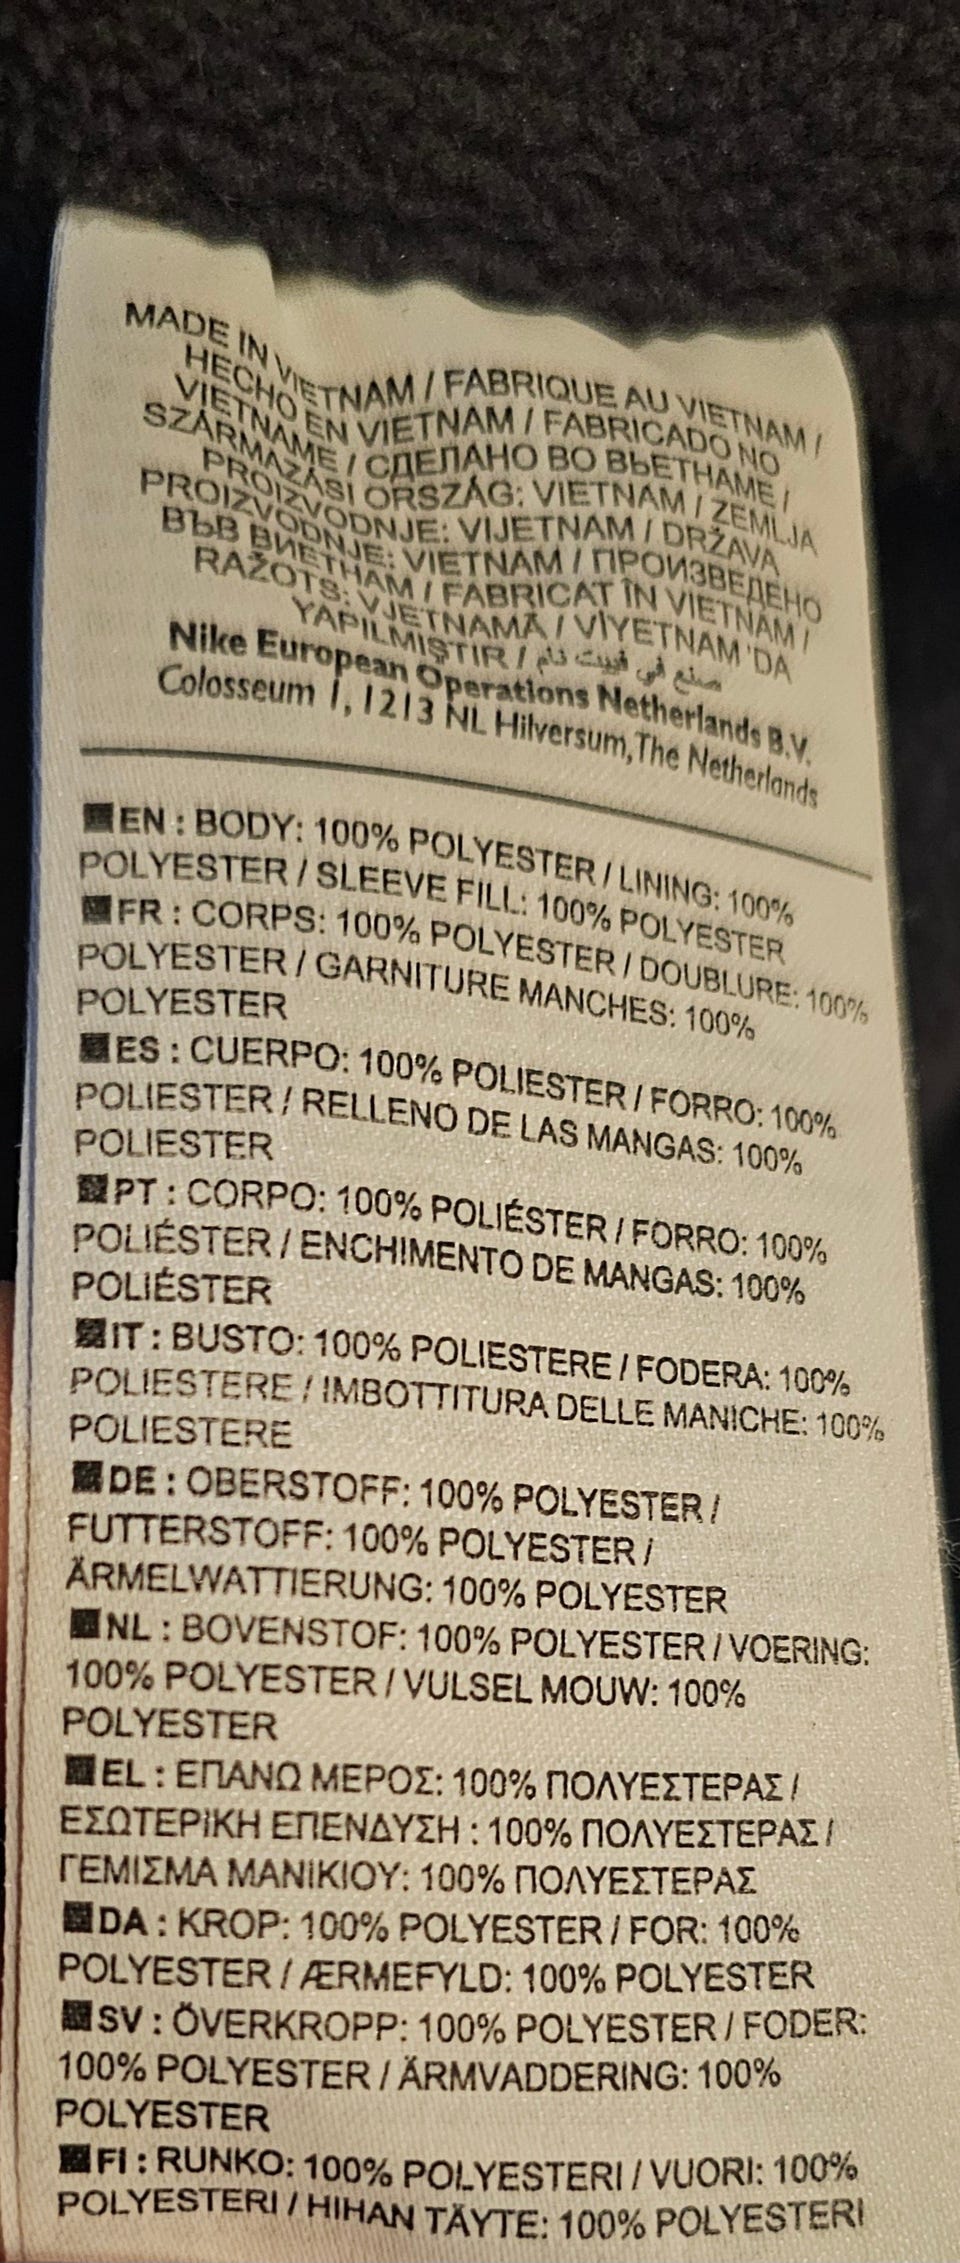 MADE IN VIETNAM / FABRIQUE AU VIETNAM /
HECHO EN VIETNAM / FABRICADO NO
VIETNAME / СДЕЛАНО ВО ВЬЕТНАМЕ /
SZÁRMAZÁSI ORSZÁG: VIETNAM / ZEMLJA
PROIZVODNJE: VIJETNAM / DRŽAVA
PROIZVODNJE: VIETNAM / ПРОИЗВЕДЕНО
ВЪВ ВИЕТНАМ / FABRICAT ÎN VIETNAM /
RAŽOTS: VJETNAMĀ / VİYETNAM 'DA
YAPILMIŞTIR / صنع في فييت نام
Nike European Operations Netherlands B.V.
Colosseum 1, 1213 NL Hilversum, The Netherlands
EN : BODY: 100% POLYESTER / LINING: 100%
POLYESTER / SLEEVE FILL: 100% POLYESTER
FR : CORPS: 100% POLYESTER / DOUBLURE: 100%
POLYESTER / GARNITURE MANCHES: 100%
POLYESTER
ES : CUERPO: 100% POLIESTER / FORRO: 100%
POLIESTER / RELLENO DE LAS MANGAS: 100%
POLIESTER
PT : CORPO: 100% POLIÉSTER / FORRO: 100%
POLIÉSTER / ENCHIMENTO DE MANGAS: 100%
POLIÉSTER
IT : BUSTO: 100% POLIESTERE / FODERA: 100%
POLIESTERE / IMBOTTITURA DELLE MANICHE: 100%
POLIESTERE
DE : OBERSTOFF: 100% POLYESTER /
FUTTERSTOFF: 100% POLYESTER /
ÄRMELWATTIERUNG: 100% POLYESTER
NL : BOVENSTOF: 100% POLYESTER / VOERING:
100% POLYESTER / VULSEL MOUW: 100%
POLYESTER
EL : ΕΠΑΝΩ ΜΕΡΟΣ: 100% ΠΟΛΥΕΣΤΕΡΑΣ /
ΕΣΩΤΕΡΙΚΗ ΕΠΕΝΔΥΣΗ : 100% ΠΟΛΥΕΣΤΕΡΑΣ /
ΓΕΜΙΣΜΑ ΜΑΝΙΚΙΟΥ: 100% ΠΟΛΥΕΣΤΕΡΑΣ
DA : KROP: 100% POLYESTER / FOR: 100%
POLYESTER / ÆRMEFYLD: 100% POLYESTER
SV : ÖVERKROPP: 100% POLYESTER / FODER:
100% POLYESTER / ÄRMVADDERING: 100%
POLYESTER
FI : RUNKO: 100% POLYESTERI / VUORI: 100%
POLYESTERI / HIHAN TÄYTE: 100% POLYESTERI